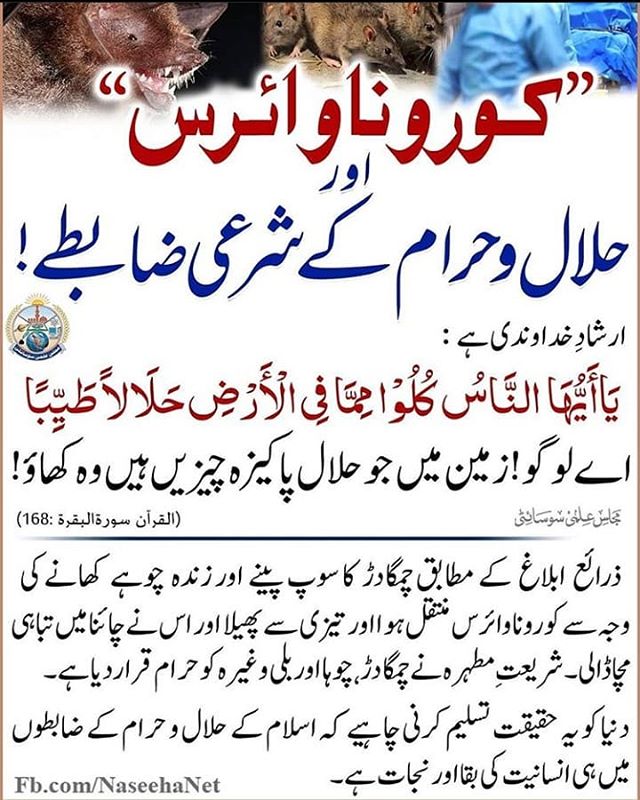 ”کورونا وائرس“
اور
حلال و حرام کے شرعی ضابطے!
ارشادِ خداوندی ہے :
يَا أَيُّهَا النَّاسُ كُلُوْا مِمَّا فِي الْأَرْضِ حَلَالاً طَيِّبًا
اے لوگو! زمین میں جو حلال پاکیزہ چیزیں ہیں وہ کھاؤ!
مجلس علمی سوسائٹی (القرآن سورۃ البقرۃ :168)
ذرائع ابلاغ کے مطابق چمگادڑ کا سوپ پینے اور زندہ چوہے کھانے کی
وجہ سے کورونا وائرس منتقل ہوا اور تیزی سے پھیلا اور اس نے چائنا میں تباہی
مچا ڈالی۔ شریعتِ مطہرہ نے چمگادڑ، چوہا اور بلی وغیرہ کو حرام قرار دیا ہے۔
دنیا کو یہ حقیقت تسلیم کرنی چاہیے کہ اسلام کے حلال و حرام کے ضابطوں
میں ہی انسانیت کی بقا اور نجات ہے۔
Fb.com/NaseehaNet